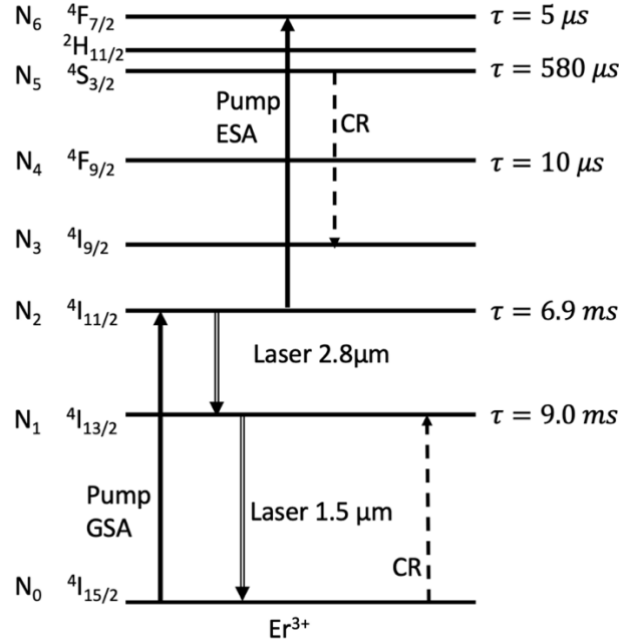 N₆ ⁴F₇/₂ τ = 5 μs
²H₁₁/₂
N₅ ⁴S₃/₂ τ = 580 μs
Pump
ESA
CR
N₄ ⁴F₉/₂ τ = 10 μs
N₃ ⁴I₉/₂
N₂ ⁴I₁₁/₂ τ = 6.9 ms
Laser 2.8μm
N₁ ⁴I₁₃/₂ τ = 9.0 ms
Pump
GSA
Laser 1.5 μm
CR
N₀ ⁴I₁₅/₂
Er³⁺